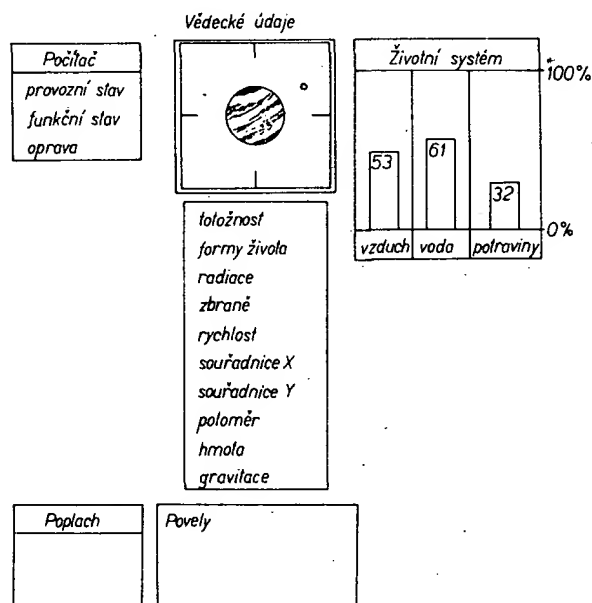 Vědecké údaje
Počítač
provozní stav
funkční stav
oprava
Životní systém
100%
53
61
32
0%
vzduch
voda
potraviny
totožnost
formy života
radiace
zbraně
rychlost
souřadnice X
souřadnice Y
poloměr
hmota
gravitace
Poplach
Povely